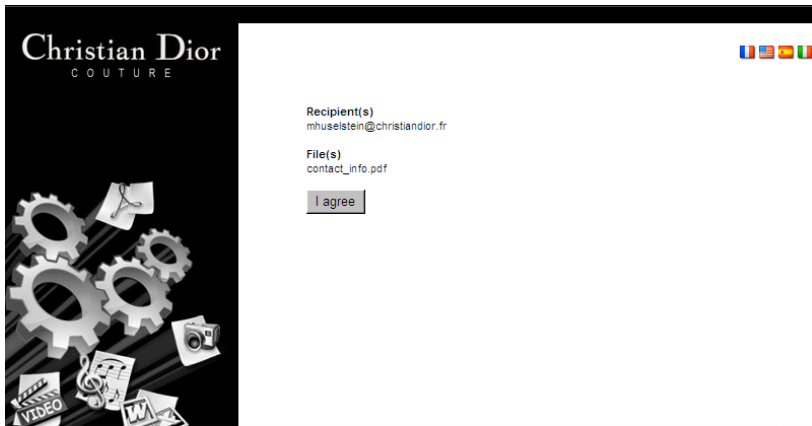 Christian Dior
COUTURE
Recipient(s)
mhuselstein@christiandior.fr
File(s)
contact_info.pdf
I agree
VIDEO
W